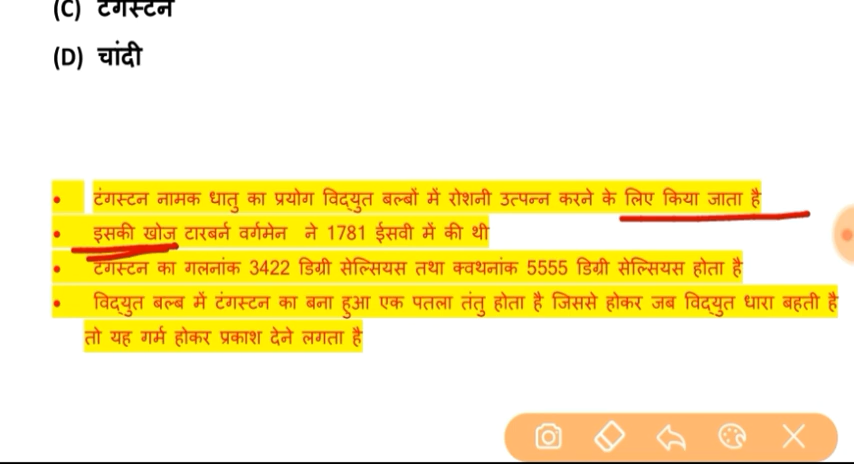 (C) टंगस्टन
(D) चांदी
• टंगस्टन नामक धातु का प्रयोग विद्युत बल्बों में रोशनी उत्पन्न करने के लिए किया जाता है
• इसकी खोज टारबर्न वर्गमेन ने 1781 ईसवी में की थी
• टंगस्टन का गलनांक 3422 डिग्री सेल्सियस तथा क्वथनांक 5555 डिग्री सेल्सियस होता है
• विद्युत बल्ब में टंगस्टन का बना हुआ एक पतला तंतु होता है जिससे होकर जब विद्युत धारा बहती है
तो यह गर्म होकर प्रकाश देने लगता है